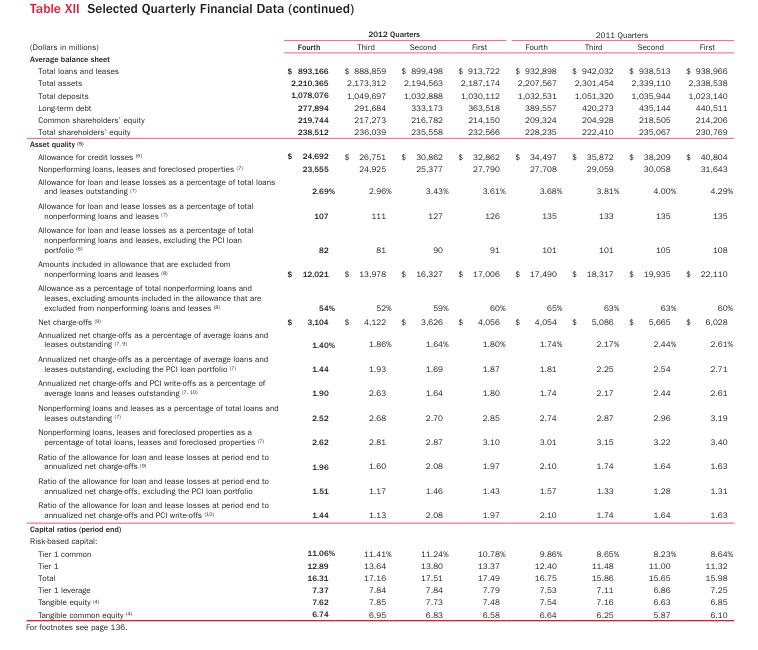 Table XII Selected Quarterly Financial Data (continued)
2012 Quarters 2011 Quarters
(Dollars in millions) Fourth Third Second First Fourth Third Second First
Average balance sheet
Total loans and leases $ 893,166 $ 888,859 $ 899,498 $ 913,722 $ 932,898 $ 942,032 $ 938,513 $ 938,966
Total assets 2,210,365 2,173,312 2,194,563 2,187,174 2,207,567 2,301,454 2,339,110 2,338,538
Total deposits 1,078,076 1,049,697 1,032,888 1,030,112 1,032,531 1,051,320 1,035,944 1,023,140
Long-term debt 277,894 291,684 333,173 363,518 389,557 420,273 435,144 440,511
Common shareholders' equity 219,744 217,273 216,782 214,150 209,324 204,928 218,505 214,206
Total shareholders' equity 238,512 236,039 235,558 232,566 228,235 222,410 235,067 230,769
Asset quality (5)
Allowance for credit losses (6) $ 24,692 $ 26,751 $ 30,862 $ 32,862 $ 34,497 $ 35,872 $ 38,209 $ 40,804
Nonperforming loans, leases and foreclosed properties (7) 23,555 24,925 25,377 27,790 27,708 29,059 30,058 31,643
Allowance for loan and lease losses as a percentage of total loans
and leases outstanding (7) 2.69% 2.96% 3.43% 3.61% 3.68% 3.81% 4.00% 4.29%
Allowance for loan and lease losses as a percentage of total
nonperforming loans and leases (7) 107 111 127 126 135 133 135 135
Allowance for loan and lease losses as a percentage of total
nonperforming loans and leases, excluding the PCI loan
portfolio (6) 82 81 90 91 101 101 105 108
Amounts included in allowance that are excluded from
nonperforming loans and leases (8) $ 12,021 $ 13,978 $ 16,327 $ 17,006 $ 17,490 $ 18,317 $ 19,935 $ 22,110
Allowance as a percentage of total nonperforming loans and
leases, excluding amounts included in the allowance that are
excluded from nonperforming loans and leases (8) 54% 52% 59% 60% 65% 63% 63% 60%
Net charge-offs (9) $ 3,104 $ 4,122 $ 3,626 $ 4,056 $ 4,054 $ 5,086 $ 5,665 $ 6,028
Annualized net charge-offs as a percentage of average loans and
leases outstanding (7, 9) 1.40% 1.86% 1.64% 1.80% 1.74% 2.17% 2.44% 2.61%
Annualized net charge-offs as a percentage of average loans and
leases outstanding, excluding the PCI loan portfolio (7) 1.44 1.93 1.69 1.87 1.81 2.25 2.54 2.71
Annualized net charge-offs and PCI write-offs as a percentage of
average loans and leases outstanding (7, 10) 1.90 2.63 1.64 1.80 1.74 2.17 2.44 2.61
Nonperforming loans and leases as a percentage of total loans and
leases outstanding (7) 2.52 2.68 2.70 2.85 2.74 2.87 2.96 3.19
Nonperforming loans, leases and foreclosed properties as a
percentage of total loans, leases and foreclosed properties (7) 2.62 2.81 2.87 3.10 3.01 3.15 3.22 3.40
Ratio of the allowance for loan and lease losses at period end to
annualized net charge-offs (9) 1.96 1.60 2.08 1.97 2.10 1.74 1.64 1.63
Ratio of the allowance for loan and lease losses at period end to
annualized net charge-offs, excluding the PCI loan portfolio 1.51 1.17 1.46 1.43 1.57 1.33 1.28 1.31
Ratio of the allowance for loan and lease losses at period end to
annualized net charge-offs and PCI write-offs (10) 1.44 1.13 2.08 1.97 2.10 1.74 1.64 1.63
Capital ratios (period end)
Risk-based capital:
Tier 1 common 11.06% 11.41% 11.24% 10.78% 9.86% 8.65% 8.23% 8.64%
Tier 1 12.89 13.64 13.80 13.37 12.40 11.48 11.00 11.32
Total 16.31 17.16 17.51 17.49 16.75 15.86 15.65 15.98
Tier 1 leverage 7.37 7.84 7.84 7.79 7.53 7.11 6.86 7.25
Tangible equity (4) 7.62 7.85 7.73 7.48 7.54 7.16 6.63 6.85
Tangible common equity (4) 6.74 6.95 6.83 6.58 6.64 6.25 5.87 6.10
For footnotes see page 136.